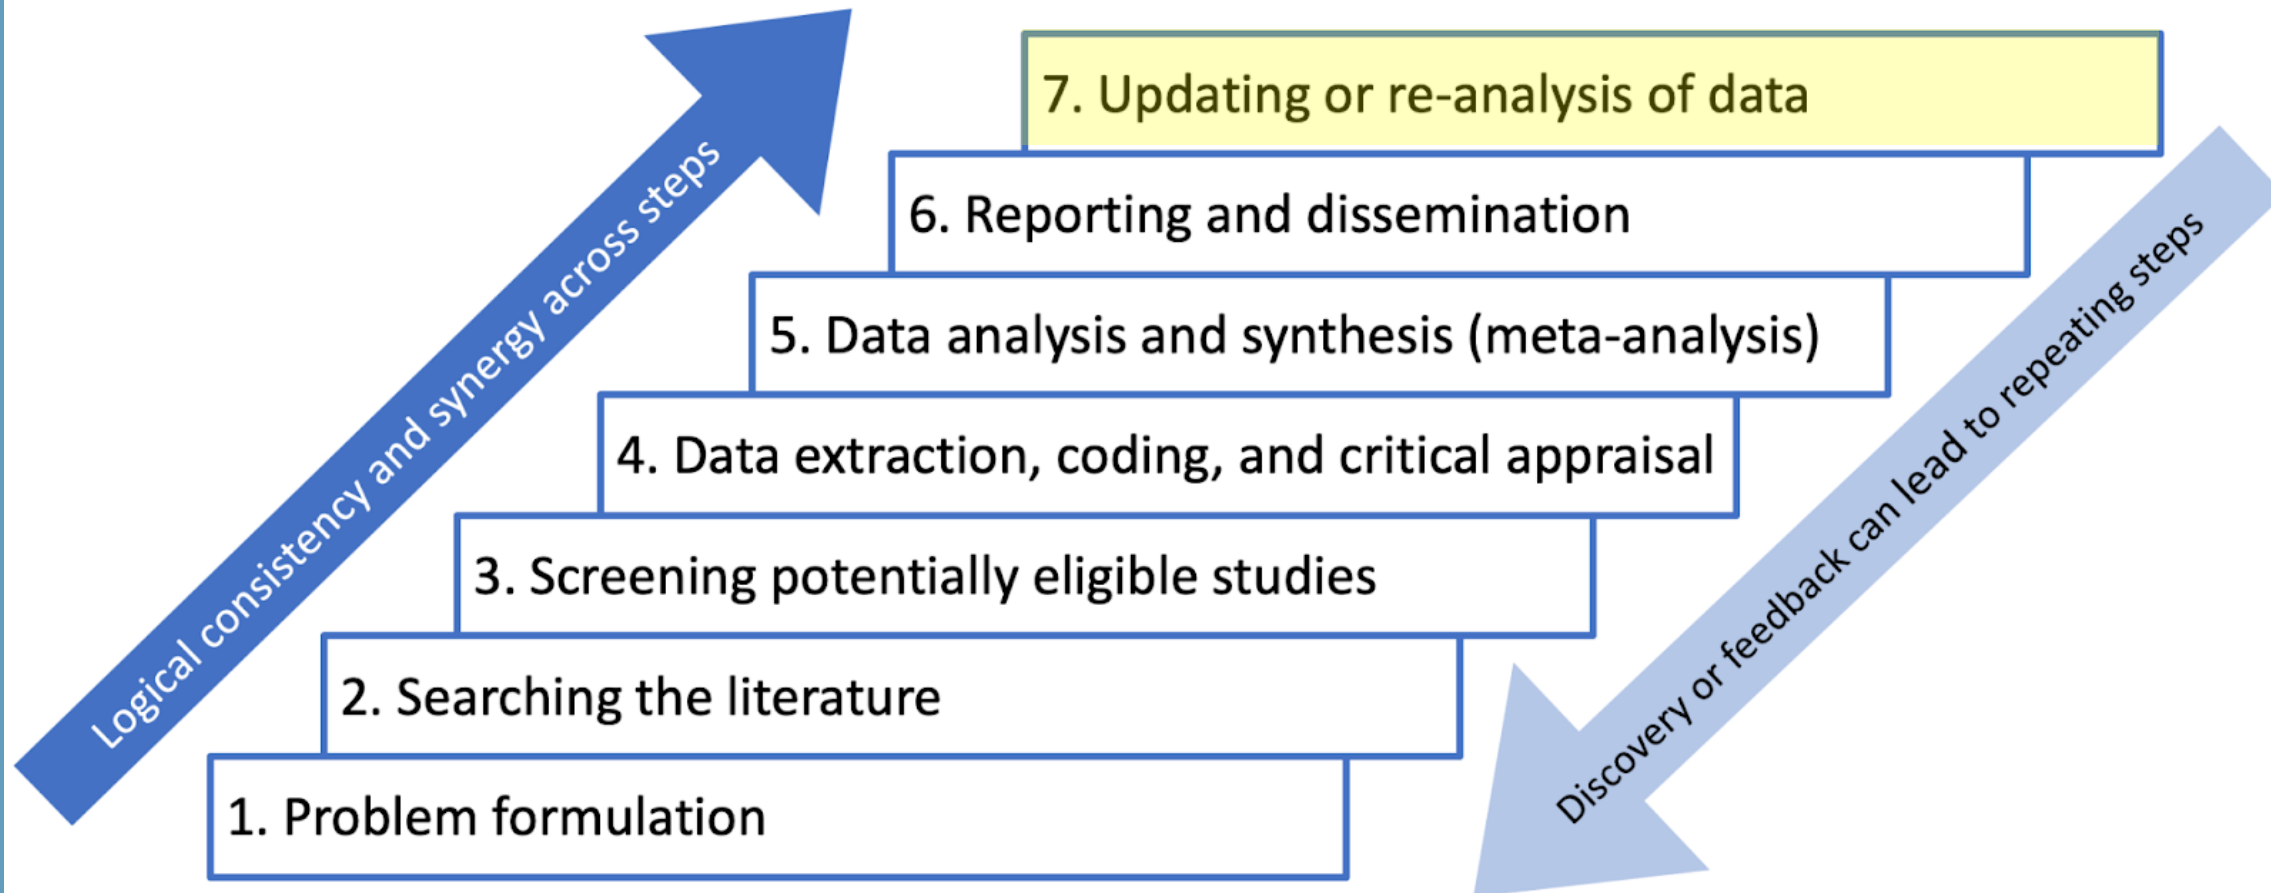 7. Updating or re-analysis of data
6. Reporting and dissemination
5. Data analysis and synthesis (meta-analysis)
4. Data extraction, coding, and critical appraisal
3. Screening potentially eligible studies
2. Searching the literature
1. Problem formulation
Logical consistency and synergy across steps
Discovery or feedback can lead to repeating steps